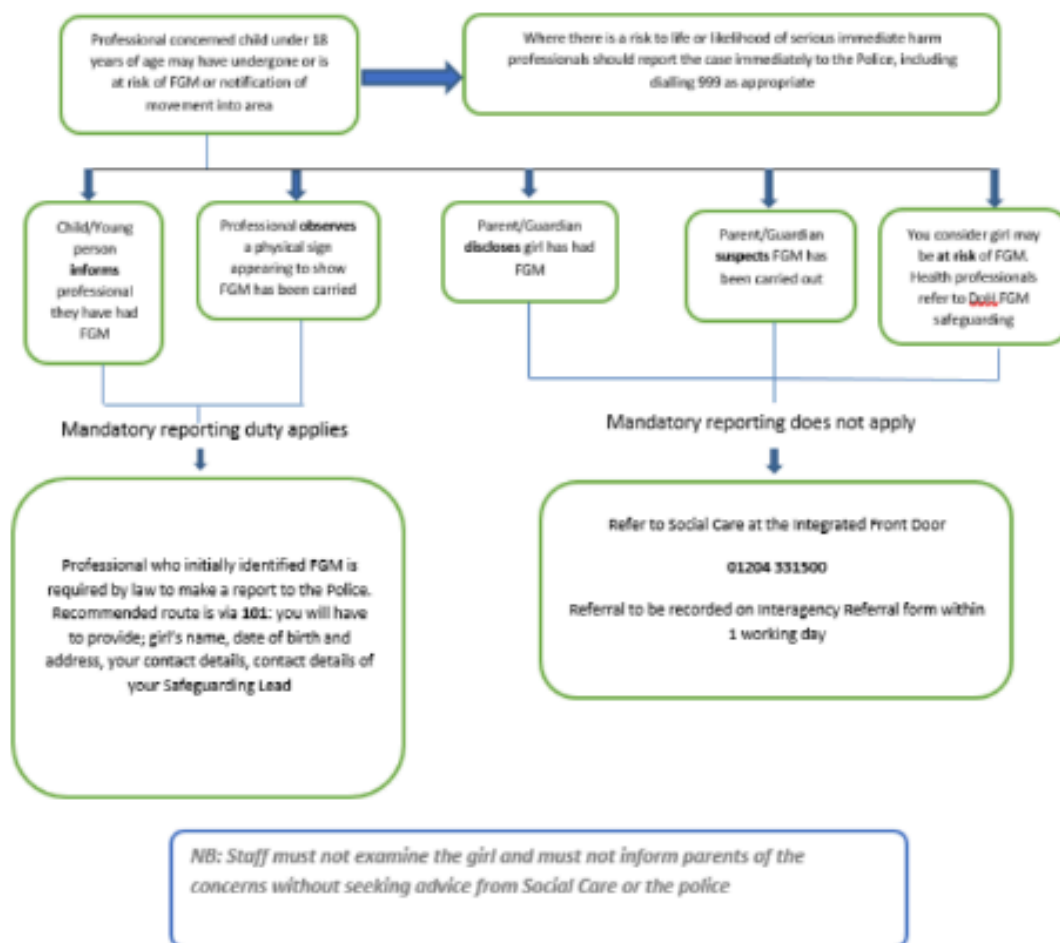 Professional concerned child under 18
years of age may have undergone or is
at risk of FGM or notification of
movement into area
Where there is a risk to life or likelihood of serious immediate harm
professionals should report the case immediately to the Police, including
dialling 999 as appropriate
Child/Young
person
informs
professional
they have had
FGM
Professional observes
a physical sign
appearing to show
FGM has been carried
Parent/Guardian
discloses girl has had
FGM
Parent/Guardian
suspects FGM has
been carried out
You consider girl may
be at risk of FGM.
Health professionals
refer to DoH FGM
safeguarding
Mandatory reporting duty applies
Mandatory reporting does not apply
Professional who initially identified FGM is
required by law to make a report to the Police.
Recommended route is via 101: you will have
to provide; girl's name, date of birth and
address, your contact details, contact details of
your Safeguarding Lead
Refer to Social Care at the Integrated Front Door
01204 331500
Referral to be recorded on Interagency Referral form within
1 working day
NB: Staff must not examine the girl and must not inform parents of the
concerns without seeking advice from Social Care or the police